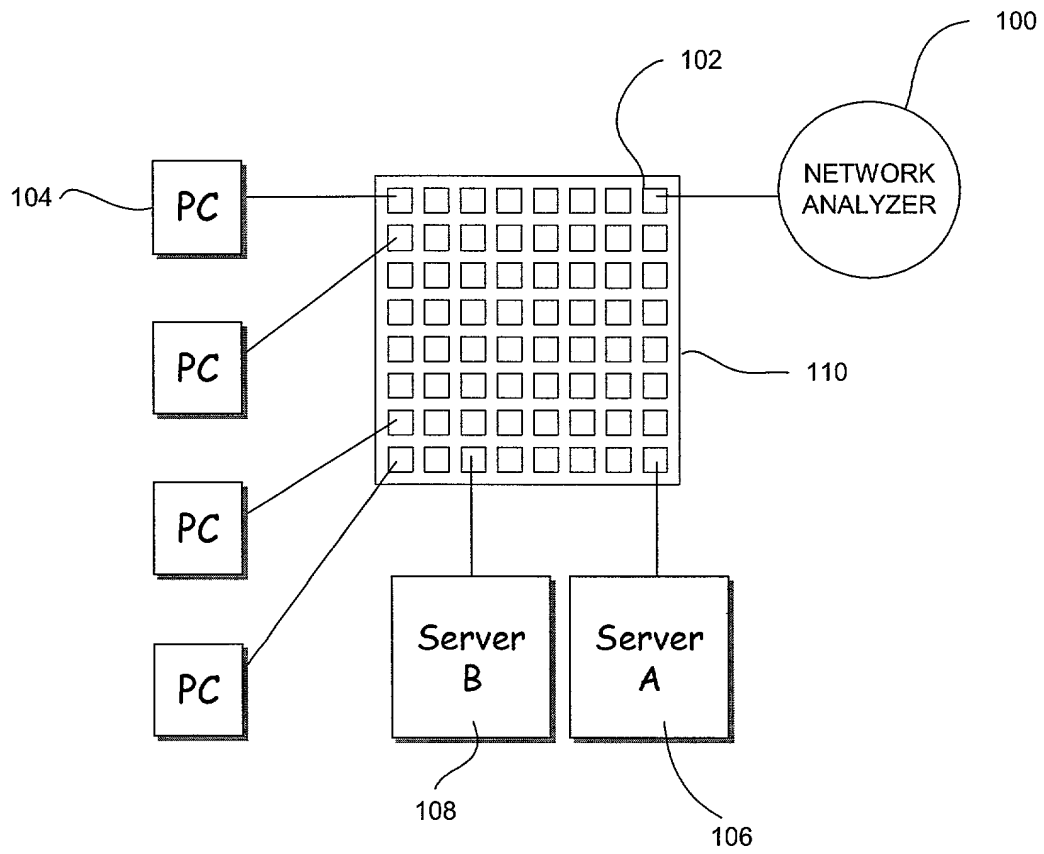 100
102
NETWORK
ANALYZER
104
PC
PC
110
PC
PC
Server
B
Server
A
108
106